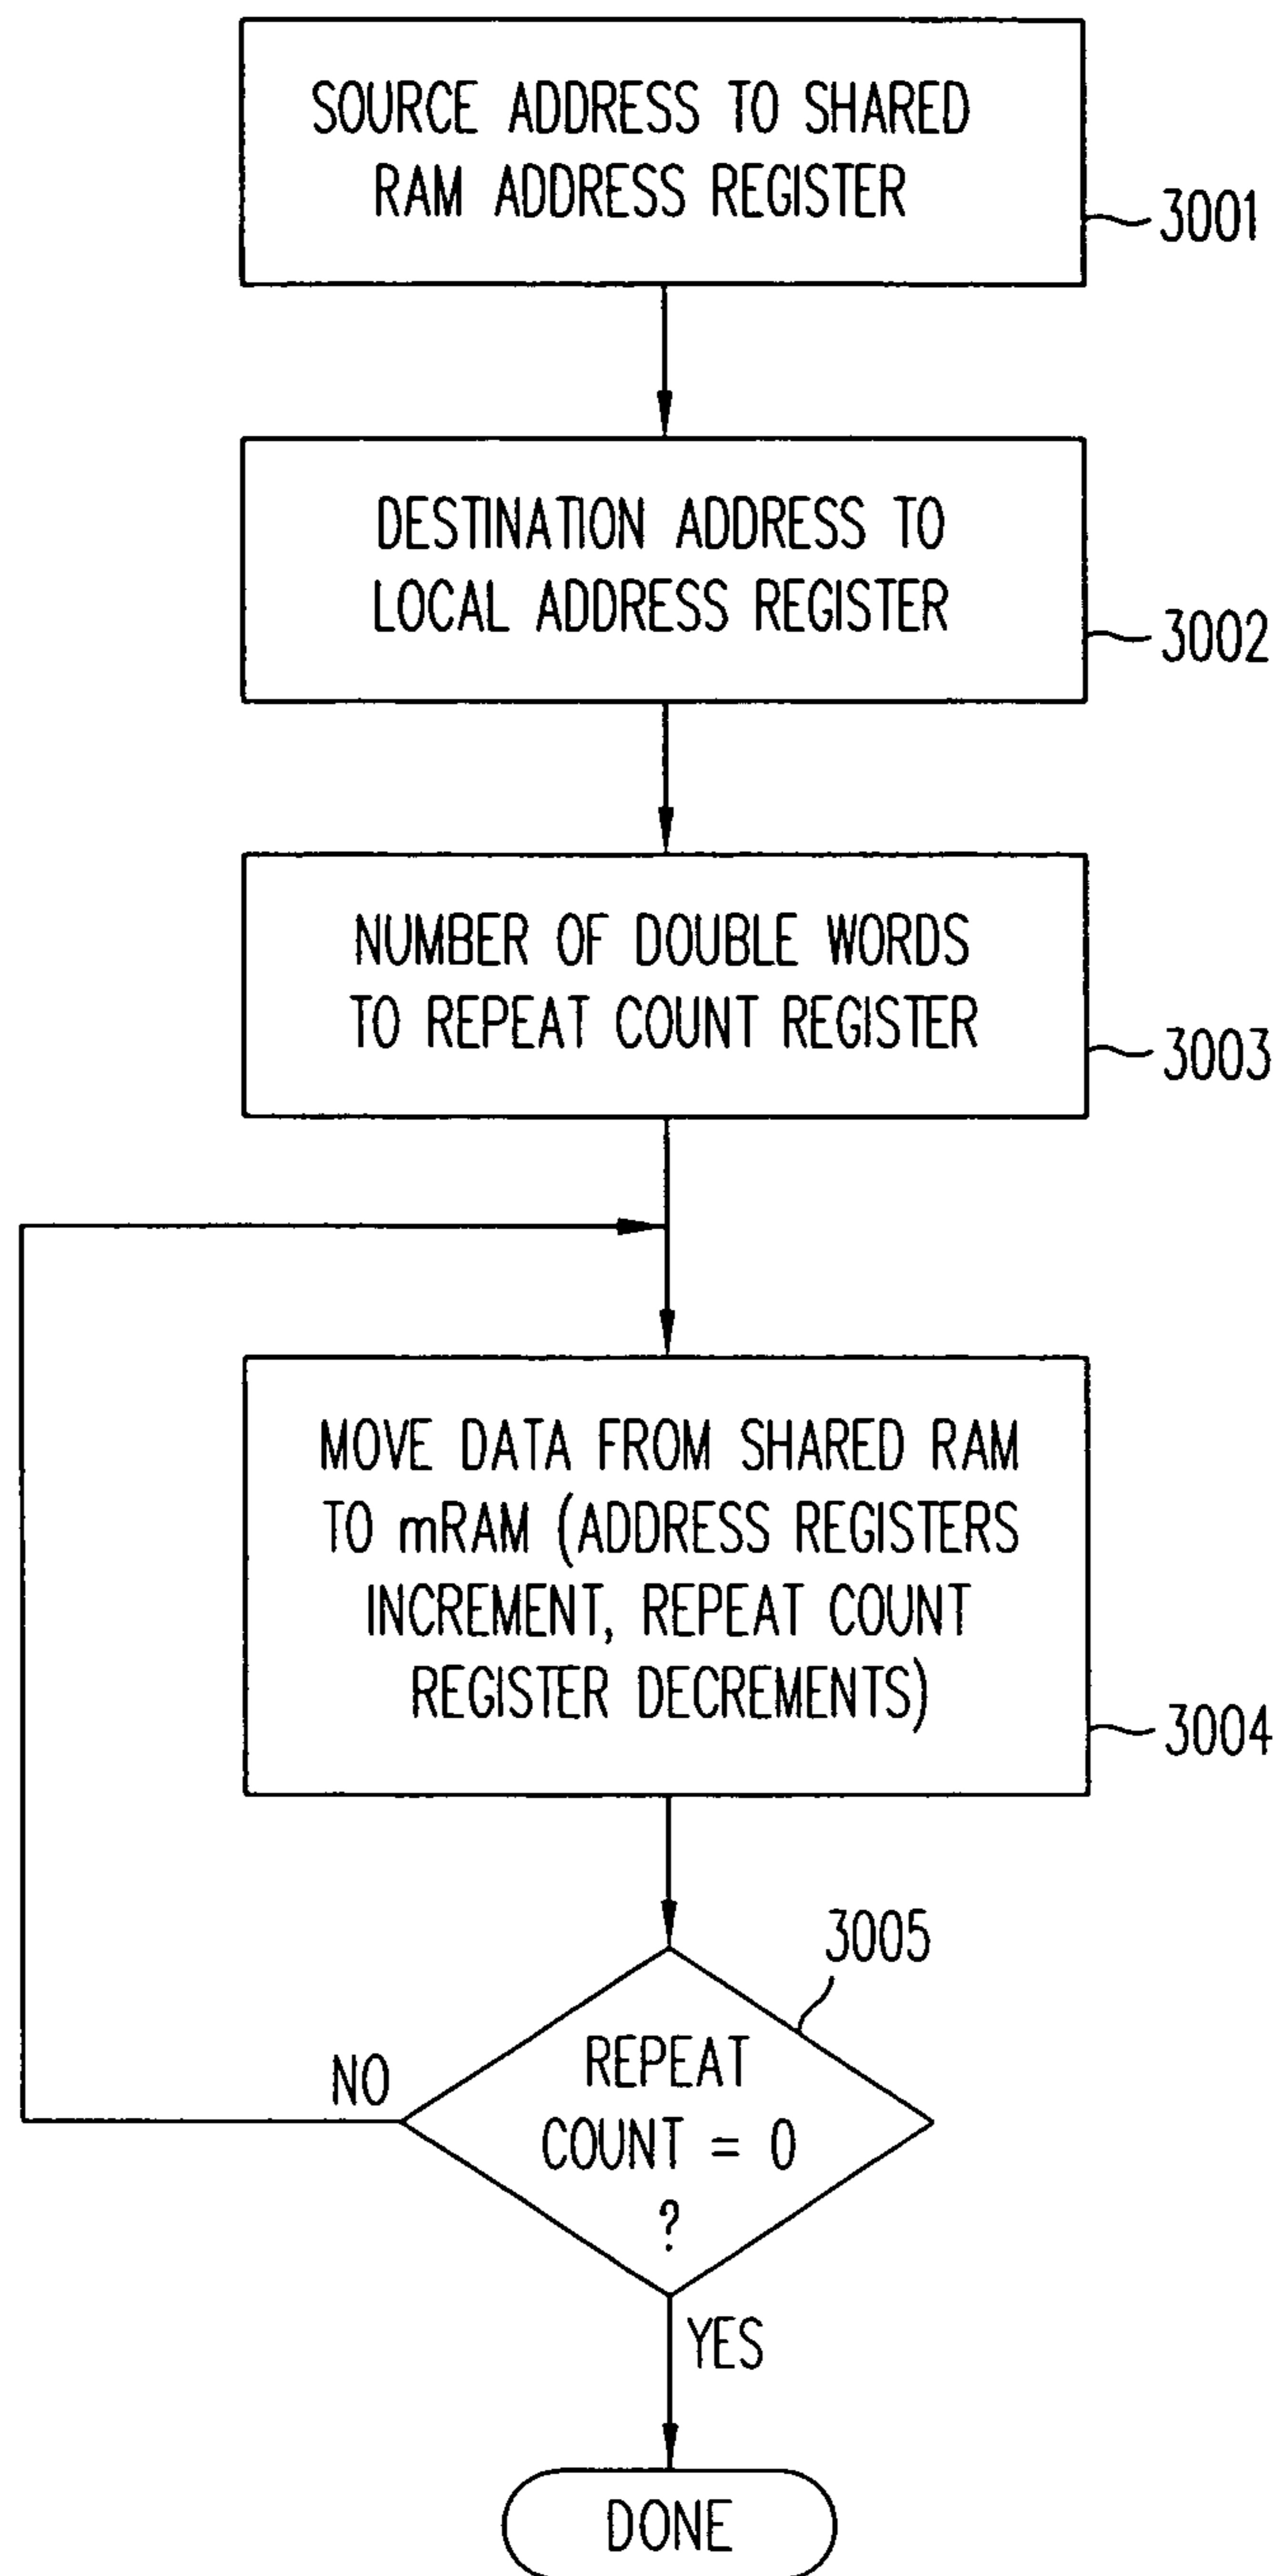 SOURCE ADDRESS TO SHARED
RAM ADDRESS REGISTER
3001
DESTINATION ADDRESS TO
LOCAL ADDRESS REGISTER
3002
NUMBER OF DOUBLE WORDS
TO REPEAT COUNT REGISTER
3003
MOVE DATA FROM SHARED RAM
TO mRAM (ADDRESS REGISTERS
INCREMENT, REPEAT COUNT
REGISTER DECREMENTS)
3004
3005
REPEAT
COUNT = 0
?
NO
YES
DONE